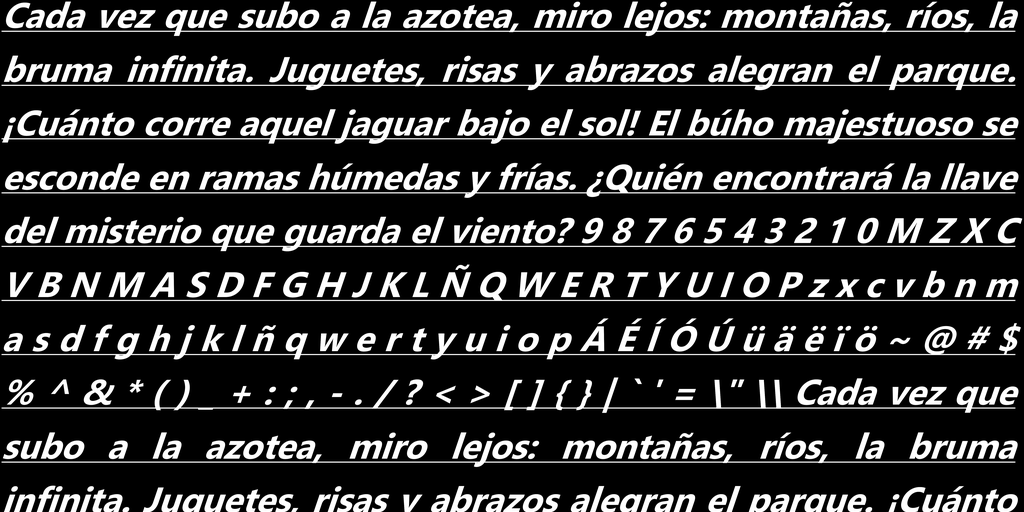 Cada vez que subo a la azotea, miro lejos: montañas, ríos, la
bruma infinita. Juguetes, risas y abrazos alegran el parque.
¡Cuánto corre aquel jaguar bajo el sol! El búho majestuoso se
esconde en ramas húmedas y frías. ¿Quién encontrará la llave
del misterio que guarda el viento? 9 8 7 6 5 4 3 2 1 0 M Z X C
V B N M A S D F G H J K L Ñ Q W E R T Y U I O P z x c v b n m
a s d f g h j k l ñ q w e r t y u i o p Á É Í Ó Ú ü ä ë ï ö ~ @ # $
% ^ & * ( ) _ + : ; , - . / ? < > [ ] { } | ` ' = \" \\ Cada vez que
subo a la azotea, miro lejos: montañas, ríos, la bruma
infinita. Juguetes, risas y abrazos alegran el parque. ¡Cuánto